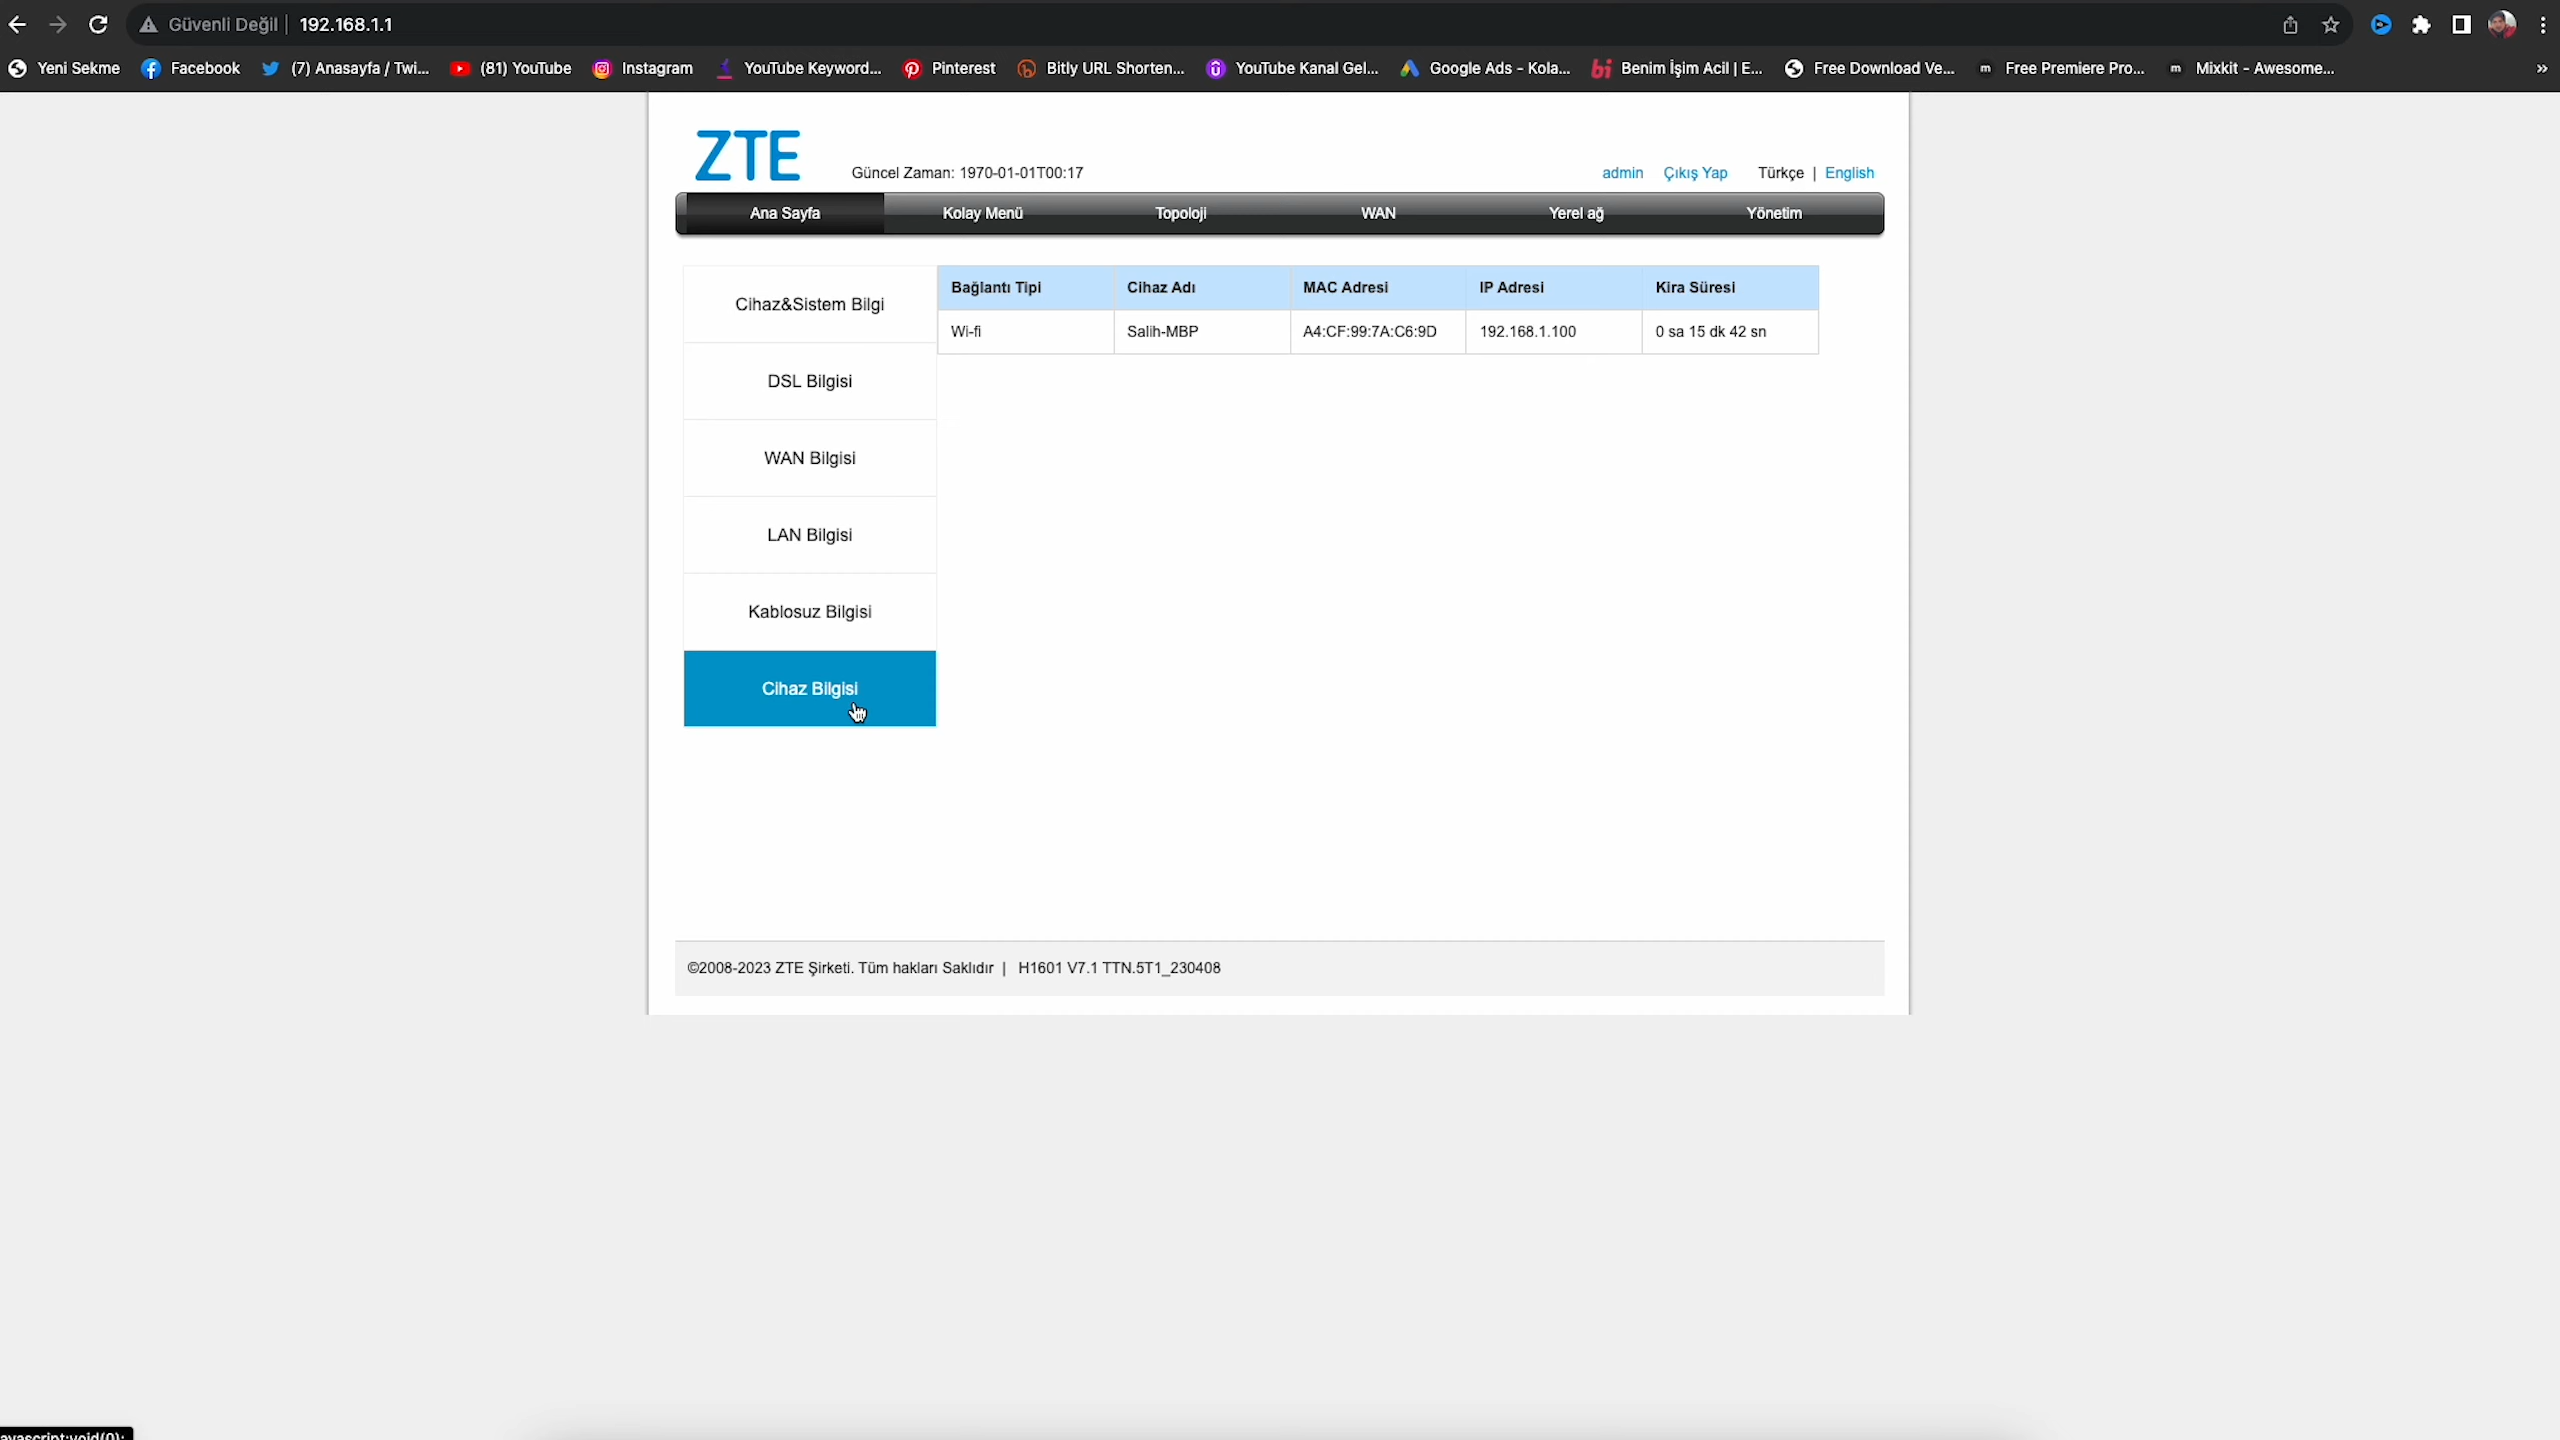 Güvenli Değil | 192.168.1.1
Yeni Sekme Facebook (7) Anasayfa / Twi... (81) YouTube Instagram YouTube Keyword... Pinterest Bitly URL Shorten... YouTube Kanal Gel... Google Ads - Kola... Benim İşim Acil | E... Free Download Ve... Free Premiere Pro... Mixkit - Awesome... »
ZTE
Güncel Zaman: 1970-01-01T00:17 admin Çıkış Yap Türkçe | English
Ana Sayfa Kolay Menü Topoloji WAN Yerel ağ Yönetim
Cihaz&Sistem Bilgi
DSL Bilgisi
WAN Bilgisi
LAN Bilgisi
Kablosuz Bilgisi
Cihaz Bilgisi
Bağlantı Tipi Cihaz Adı MAC Adresi IP Adresi Kira Süresi
Wi-fi Salih-MBP A4:CF:99:7A:C6:9D 192.168.1.100 0 sa 15 dk 42 sn
©2008-2023 ZTE Şirketi. Tüm hakları Saklıdır | H1601 V7.1 TTN.5T1_230408
avascript:void(0);